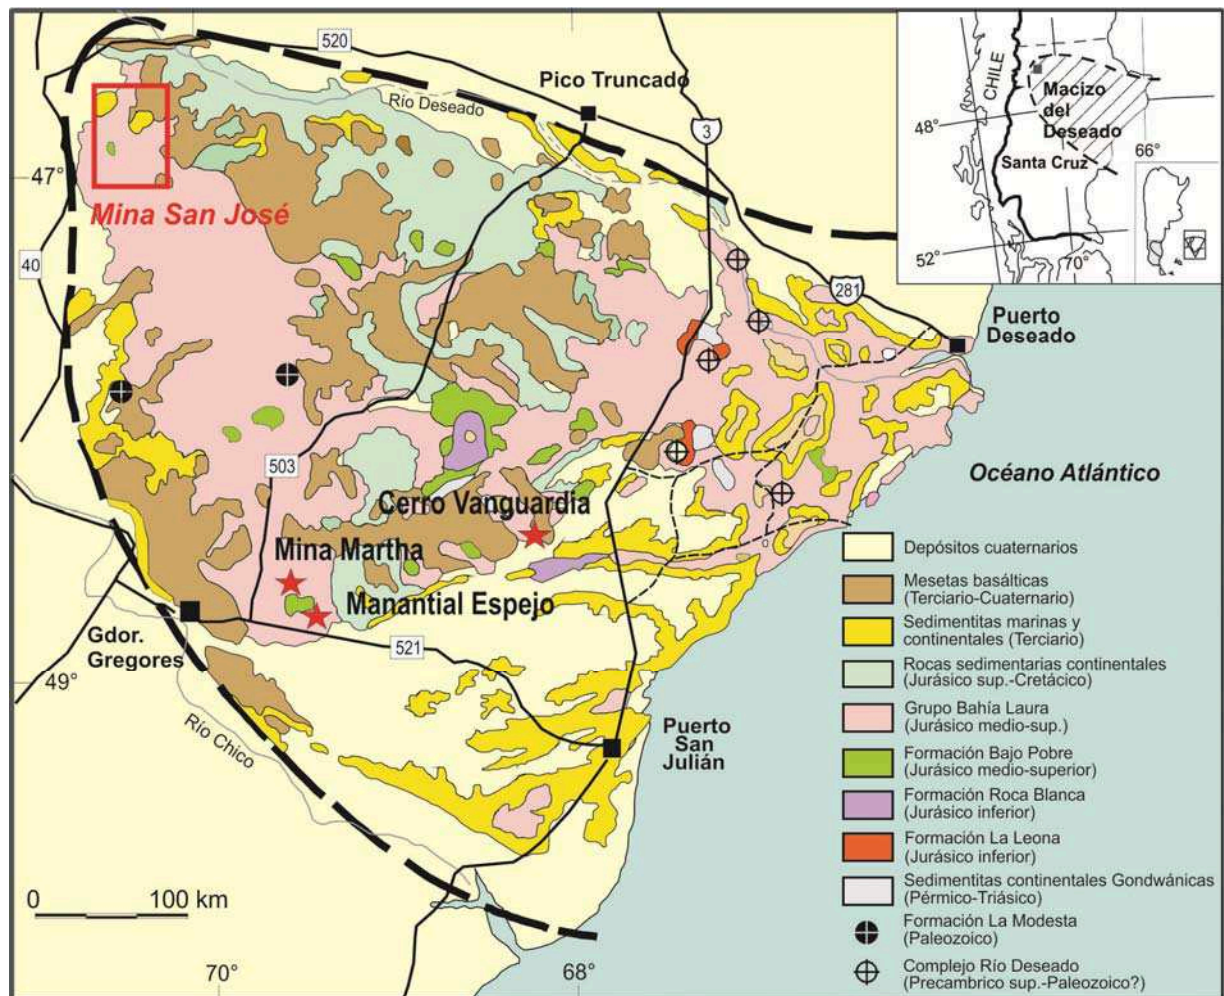 520
Pico Truncado
Río Deseado
3
47°
Mina San José
40
281
Puerto
Deseado
503
Océano Atlántico
Cerro Vanguardia
Mina Martha
Manantial Espejo
Gdor.
Gregores
521
49°
Río Chico
Puerto
San
Julián
0 100 km
70°
68°
CHILE
Macizo
del
Deseado
48°
66°
Santa Cruz
52°
70°
Depósitos cuaternarios
Mesetas basálticas
(Terciario-Cuaternario)
Sedimentitas marinas y
continentales (Terciario)
Rocas sedimentarias continentales
(Jurásico sup.-Cretácico)
Grupo Bahía Laura
(Jurásico medio-sup.)
Formación Bajo Pobre
(Jurásico medio-superior)
Formación Roca Blanca
(Jurásico inferior)
Formación La Leona
(Jurásico inferior)
Sedimentitas continentales Gondwánicas
(Pérmico-Triásico)
Formación La Modesta
(Paleozoico)
Complejo Río Deseado
(Precambrico sup.-Paleozoico?)